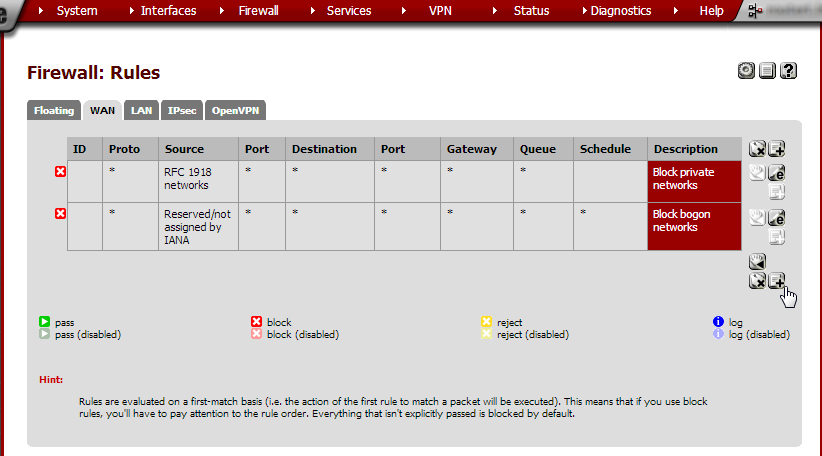 System Interfaces Firewall Services VPN Status Diagnostics Help
Firewall: Rules
Floating WAN LAN IPsec OpenVPN
ID Proto Source Port Destination Port Gateway Queue Schedule Description
* RFC 1918 * * * * * Block private
networks networks
* Reserved/not * * * * * * Block bogon
assigned by networks
IANA
pass block reject log
pass (disabled) block (disabled) reject (disabled) log (disabled)
Hint:
Rules are evaluated on a first-match basis (i.e. the action of the first rule to match a packet will be executed). This means that if you use block
rules, you'll have to pay attention to the rule order. Everything that isn't explicitly passed is blocked by default.